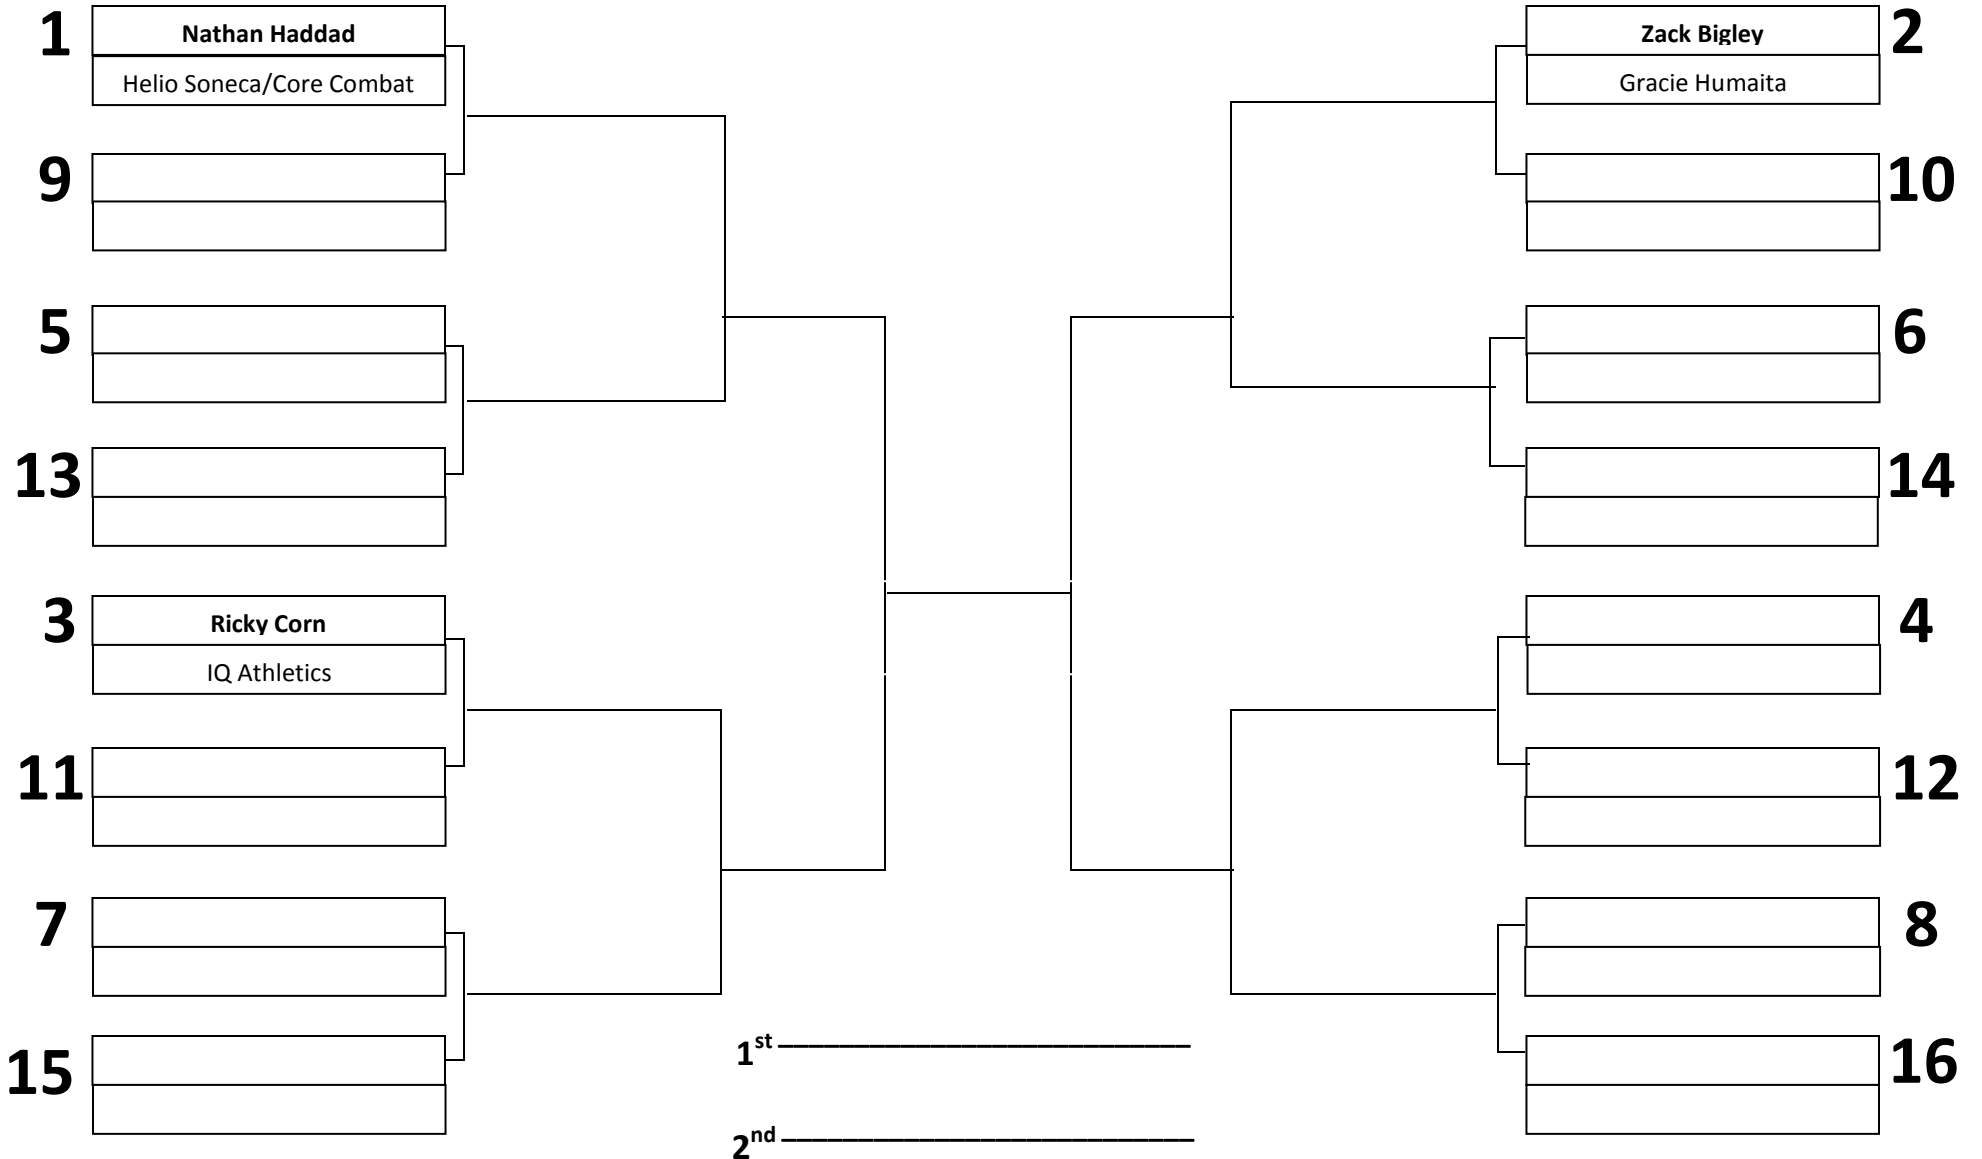 1
Nathan Haddad
Helio Soneca/Core Combat
9
5
13
3
Ricky Corn
IQ Athletics
11
7
15
Zack Bigley
2
Gracie Humaita
10
6
14
4
12
8
16
1st
2nd